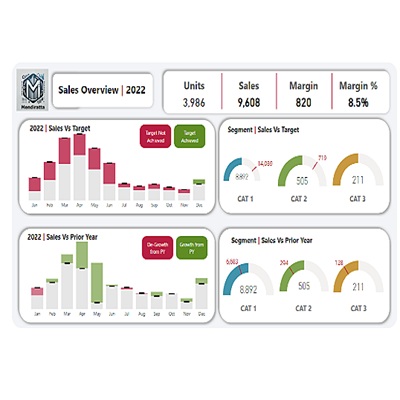 Mandiratta
Sales Overview | 2022
Units Sales Margin Margin %
3,986 9,608 820 8.5%
2022 | Sales Vs Target
Target Not Achieved
Target Achieved
Jan Feb Mar Apr May Jun Jul Aug Sep Oct Nov Dec
Segment | Sales Vs Target
14,030 710
8,892 505 211
CAT 1 CAT 2 CAT 3
2022 | Sales Vs Prior Year
De-Growth from PY
Growth from PY
Jan Feb Mar Apr May Jun Jul Aug Sep Oct Nov Dec
Segment | Sales Vs Prior Year
6,663 204 128
8,892 505 211
CAT 1 CAT 2 CAT 3